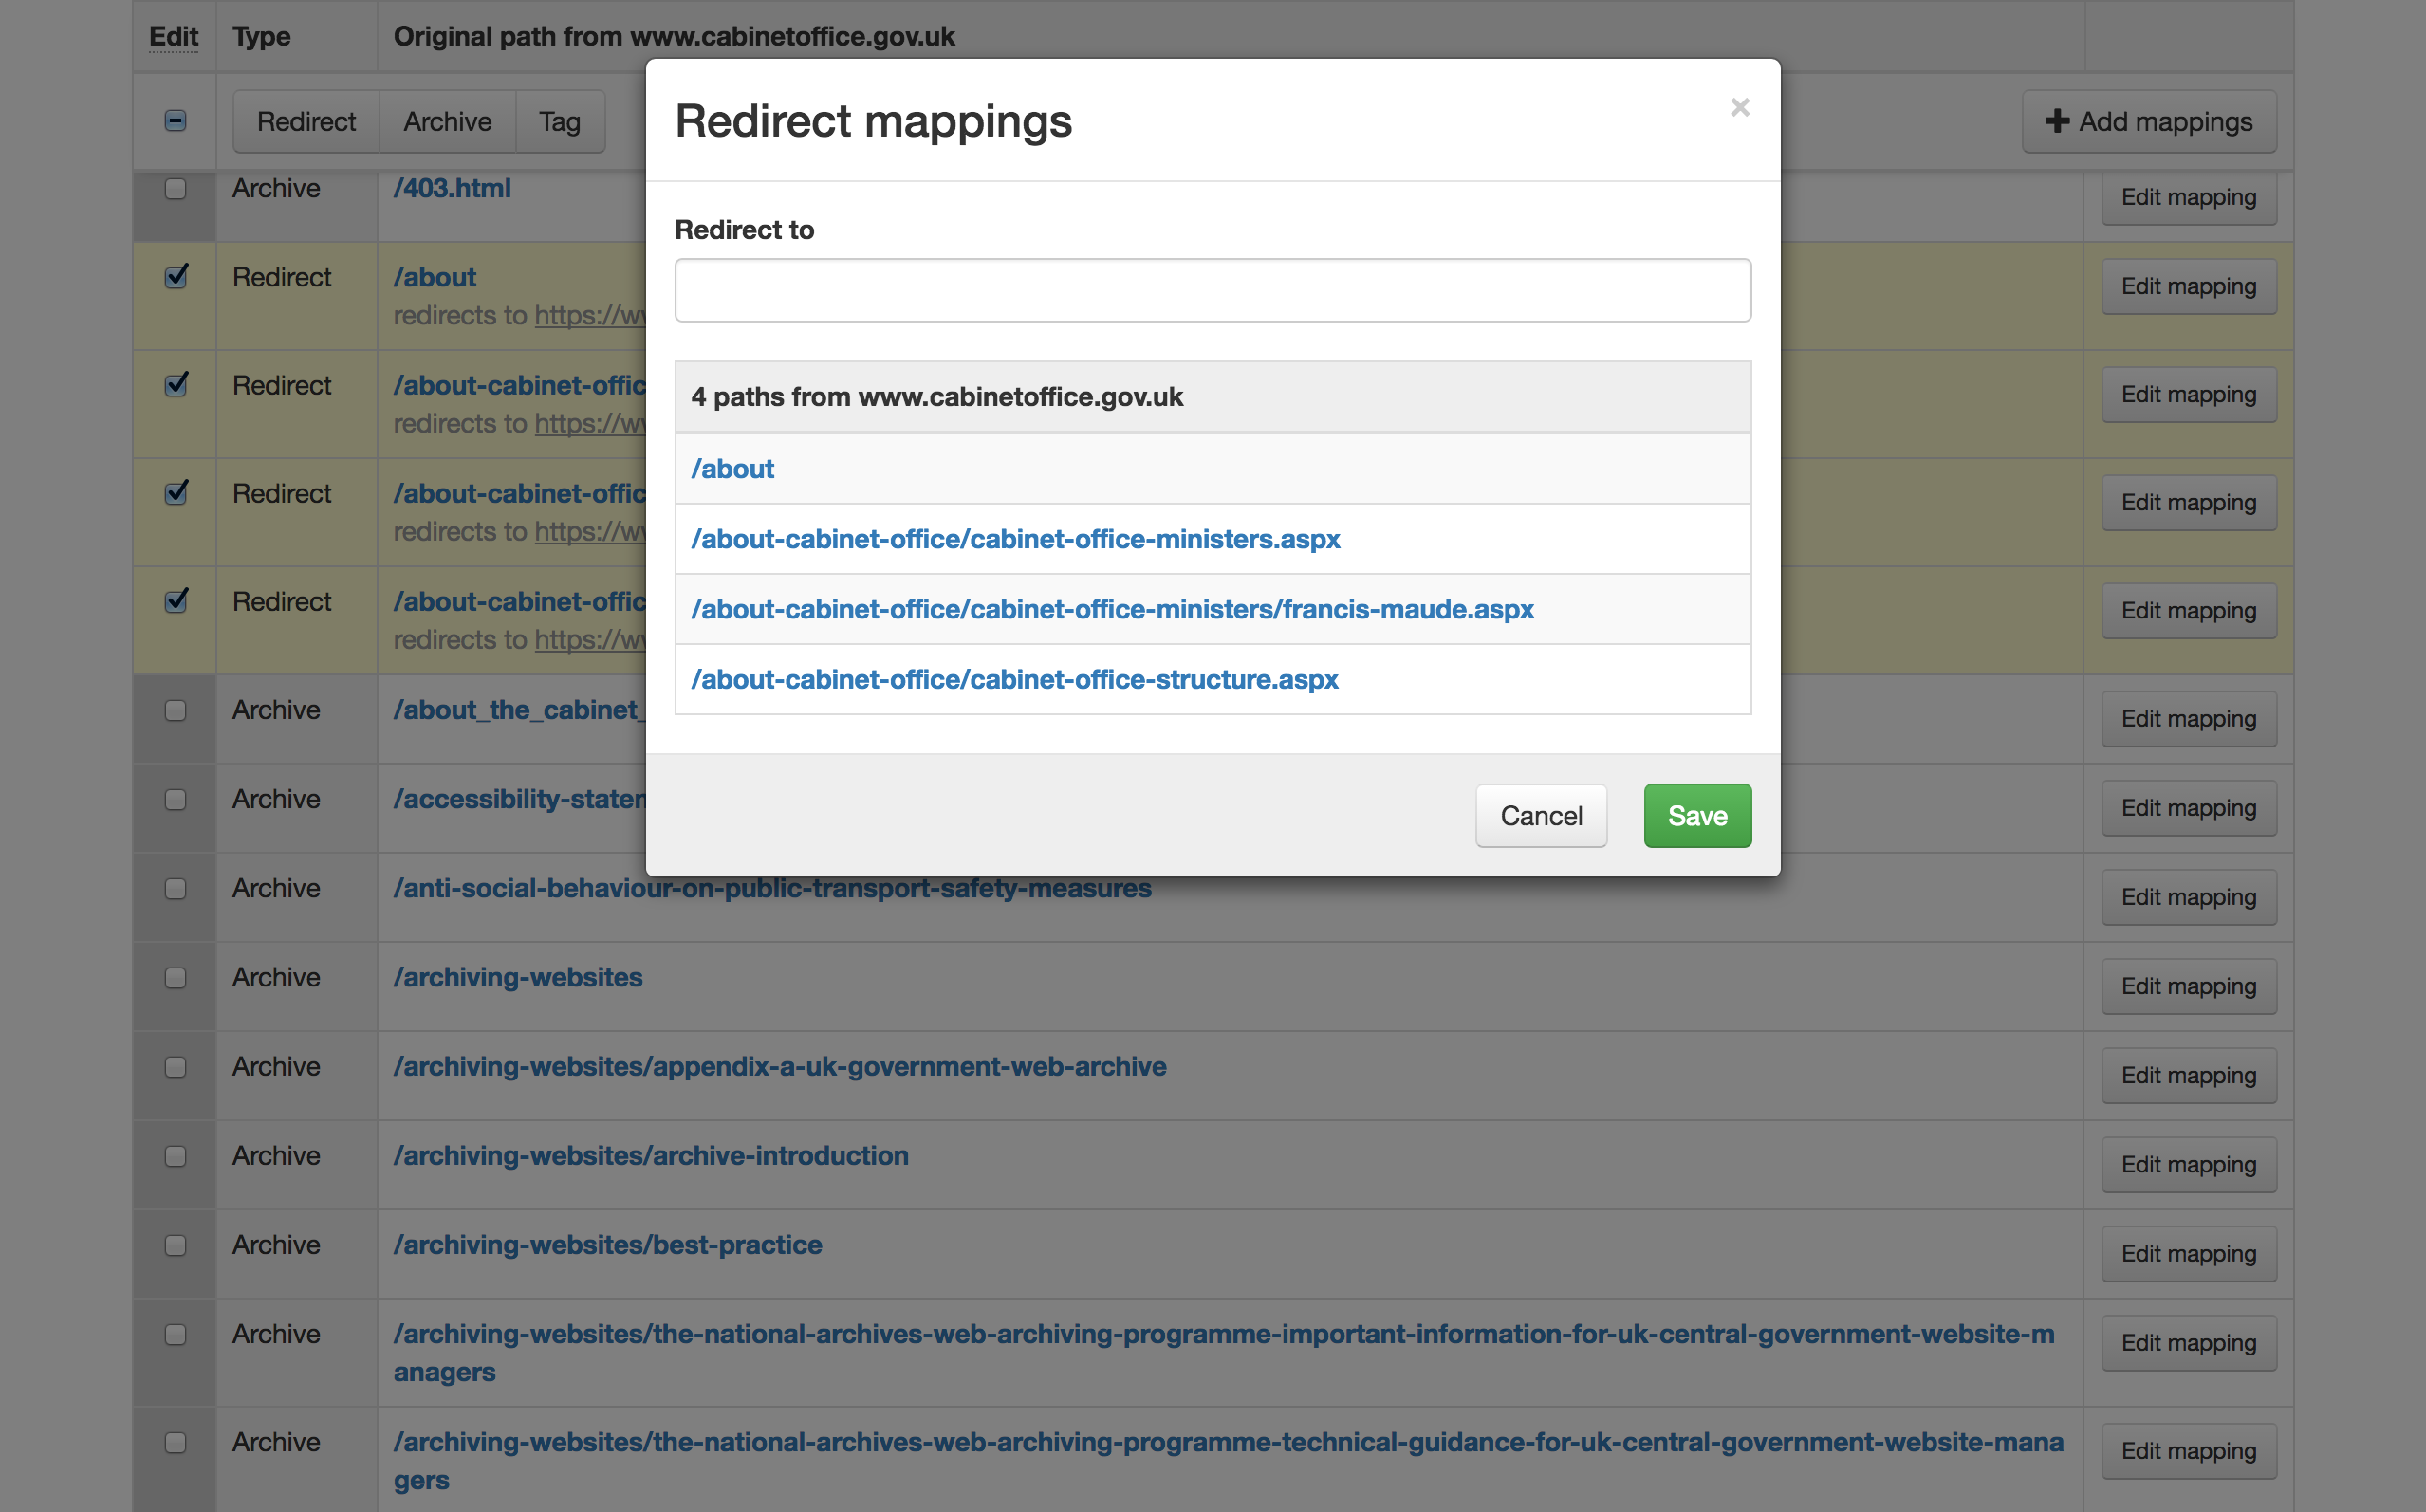 Edit Type Original path from www.cabinetoffice.gov.uk
Redirect Archive Tag Add mappings
Archive /403.html Edit mapping
Redirect /about Edit mapping
redirects to https://w
Redirect /about-cabinet-offic Edit mapping
redirects to https://w
Redirect /about-cabinet-offic Edit mapping
redirects to https://w
Redirect /about-cabinet-offic Edit mapping
redirects to https://w
Archive /about_the_cabinet_ Edit mapping
Archive /accessibility-staten Edit mapping
Archive /anti-social-behaviour-on-public-transport-safety-measures Edit mapping
Archive /archiving-websites Edit mapping
Archive /archiving-websites/appendix-a-uk-government-web-archive Edit mapping
Archive /archiving-websites/archive-introduction Edit mapping
Archive /archiving-websites/best-practice Edit mapping
Archive /archiving-websites/the-national-archives-web-archiving-programme-important-information-for-uk-central-government-website-m Edit mapping
anagers
Archive /archiving-websites/the-national-archives-web-archiving-programme-technical-guidance-for-uk-central-government-website-mana Edit mapping
gers
Redirect mappings ×
Redirect to
4 paths from www.cabinetoffice.gov.uk
/about
/about-cabinet-office/cabinet-office-ministers.aspx
/about-cabinet-office/cabinet-office-ministers/francis-maude.aspx
/about-cabinet-office/cabinet-office-structure.aspx
Cancel Save